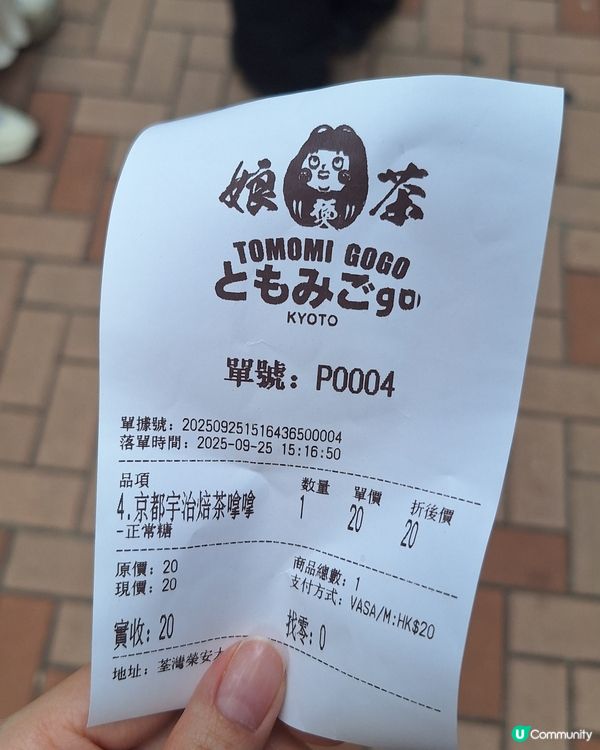 娘 煲 茶
TOMOMI GOGO
ともみごgo
KYOTO
單號: P0004
單據號: 202509251516436500004
落單時間: 2025-09-25 15:16:50
品項 數量 單價 折後價
4.京都宇治焙茶嗱嗱 1 20 20
-正常糖
原價: 20 商品總數: 1
現價: 20 支付方式: VASA/M:HK$20
實收: 20 找零: 0
地址: 荃灣榮安大
U Community